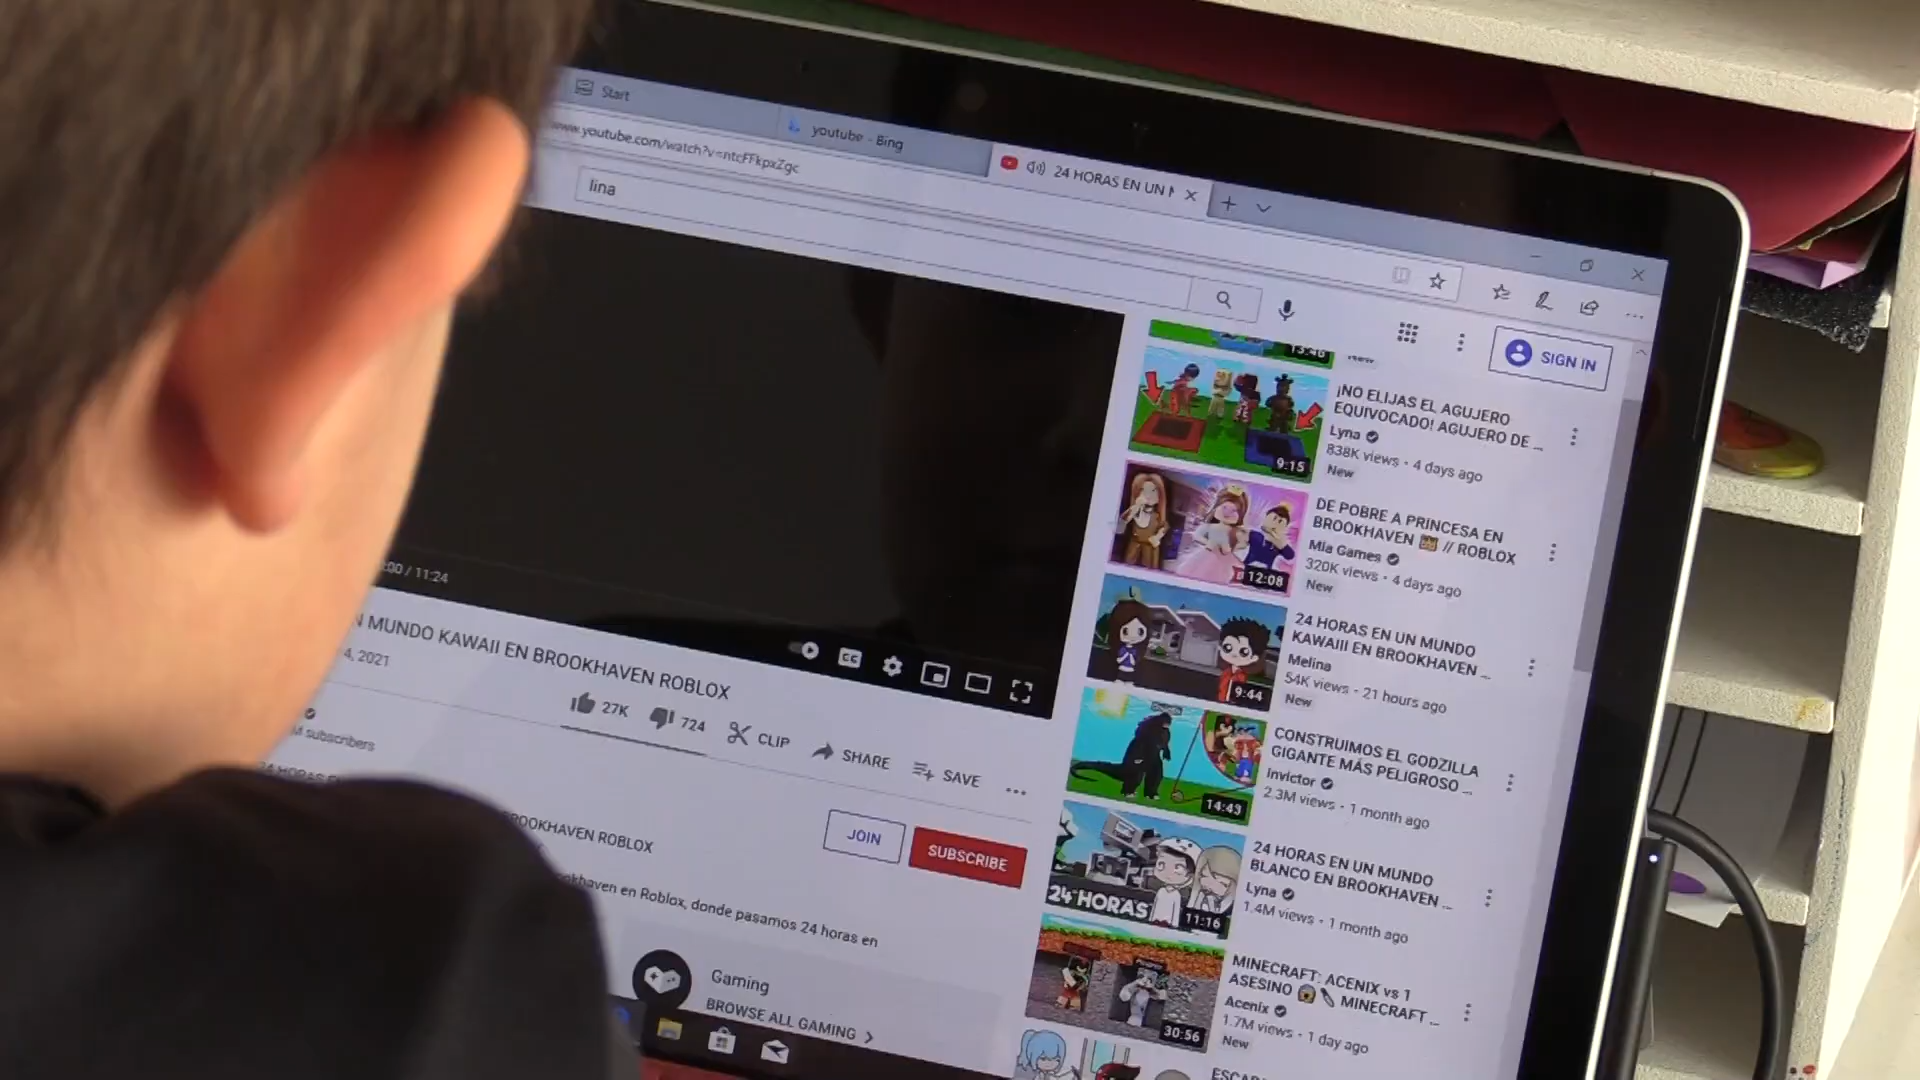 Start
youtube - Bing
24 HORAS EN UN
www.youtube.com/watch?v=ntcFFkpxZgc
lina
SIGN IN
:00 / 11:24
N MUNDO KAWAII EN BROOKHAVEN ROBLOX
4, 2021
27K
724
CLIP
SHARE
SAVE
M subscribers
24 HORAS
BROOKHAVEN ROBLOX
JOIN
SUBSCRIBE
en Roblox, donde pasamos 24 horas en
Gaming
BROWSE ALL GAMING
13:46
New
9:15
¡NO ELIJAS EL AGUJERO
EQUIVOCADO! AGUJERO DE ...
Lyna
838K views · 4 days ago
New
12:08
DE POBRE A PRINCESA EN
BROOKHAVEN 👑 // ROBLOX
Mia Games
320K views · 4 days ago
New
9:44
24 HORAS EN UN MUNDO
KAWAIII EN BROOKHAVEN ...
Melina
54K views · 21 hours ago
New
14:43
CONSTRUIMOS EL GODZILLA
GIGANTE MÁS PELIGROSO ...
Invictor
2.3M views · 1 month ago
24 HORAS
11:16
24 HORAS EN UN MUNDO
BLANCO EN BROOKHAVEN ...
Lyna
1.4M views · 1 month ago
30:56
MINECRAFT: ACENIX vs 1
ASESINO 😱🔪 MINECRAFT ...
Acenix
1.7M views · 1 day ago
New